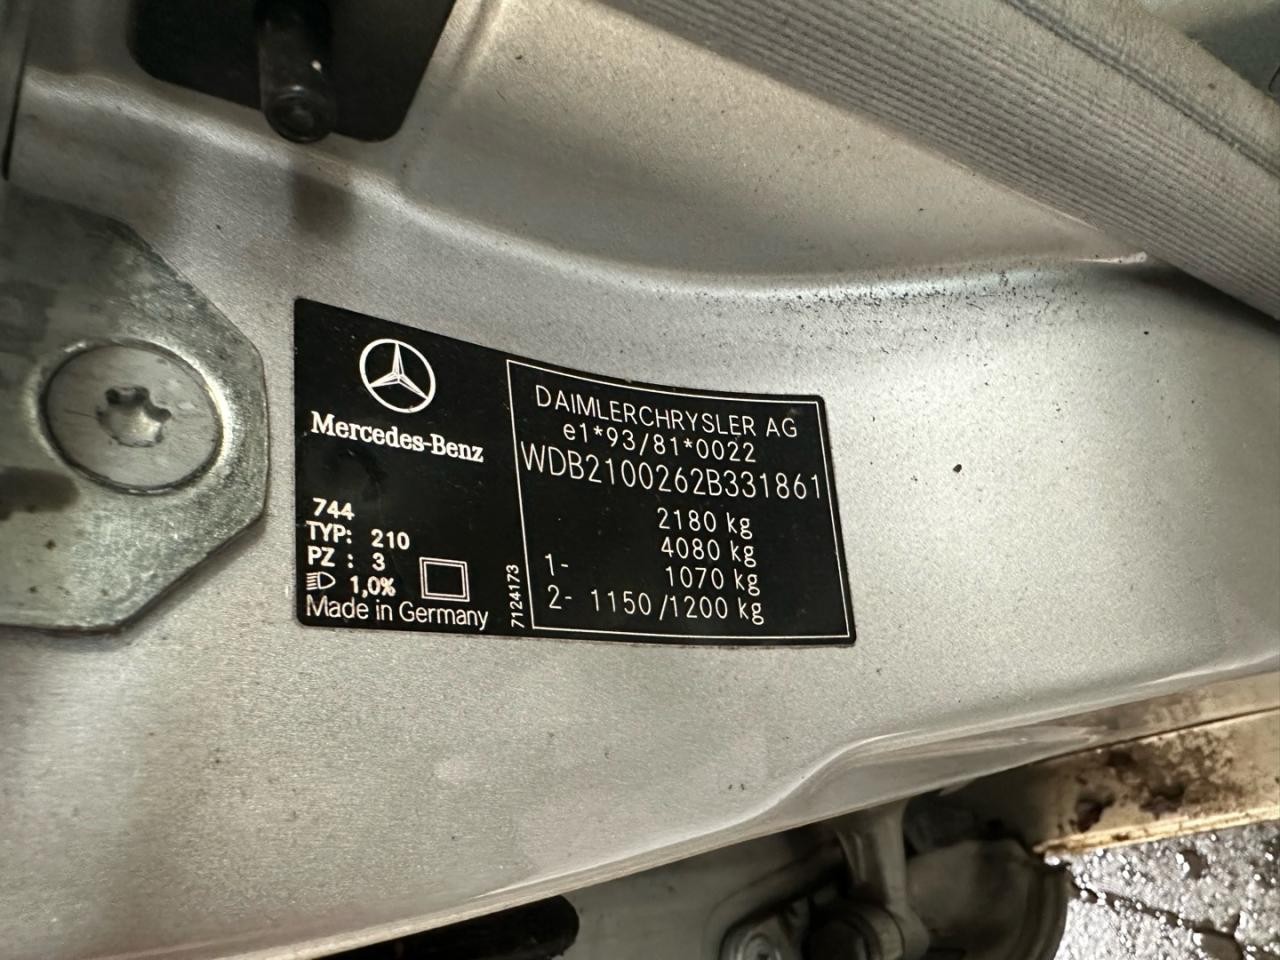 Mercedes-Benz
744
TYP: 210
PZ : 3
1,0%
Made in Germany
7124173
DAIMLERCHRYSLER AG
e1*93/81*0022
WDB2100262B331861
2180 kg
4080 kg
1- 1070 kg
2- 1150/1200 kg